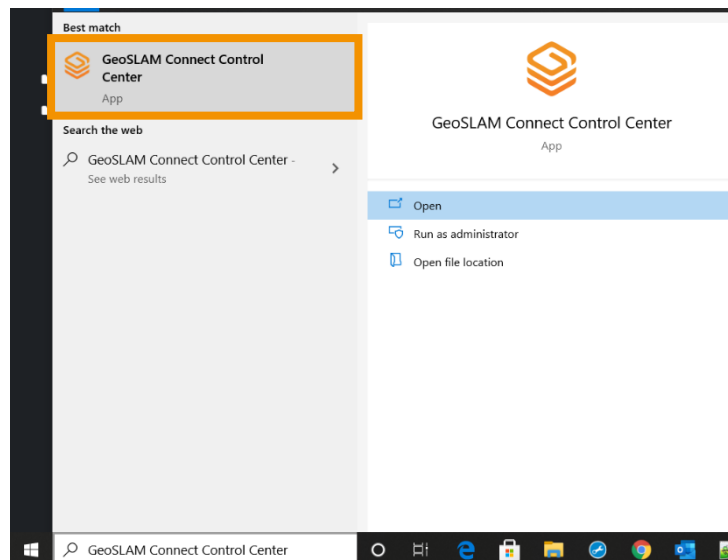 Best match
GeoSLAM Connect Control
Center
App
Search the web
GeoSLAM Connect Control Center -
See web results
GeoSLAM Connect Control Center
App
Open
Run as administrator
Open file location
GeoSLAM Connect Control Center